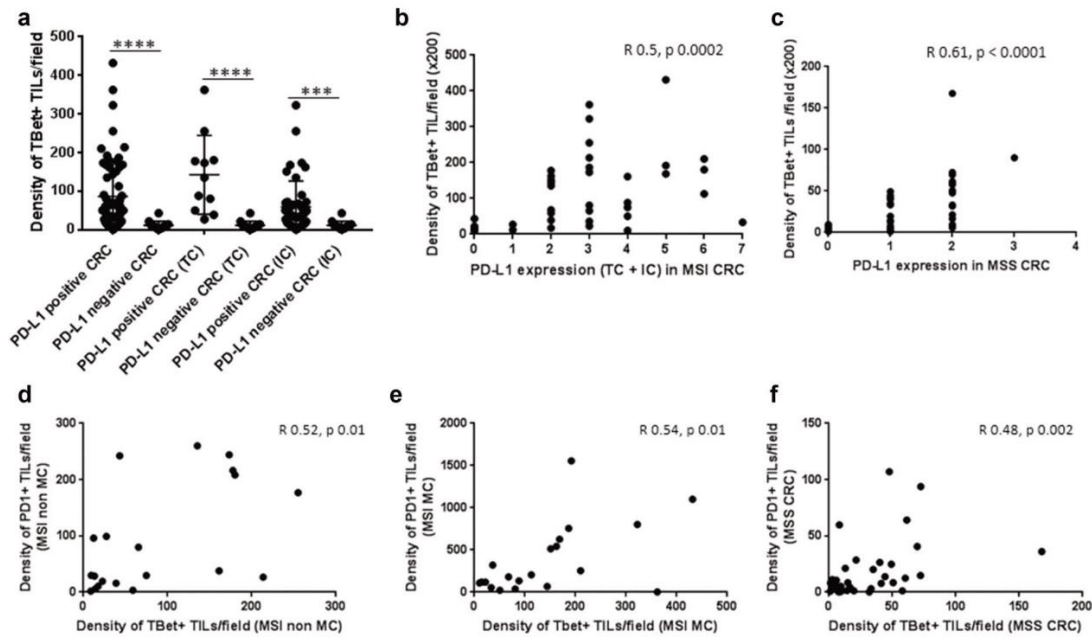 a
Density of TBet+ TILs/field
500
400
300
200
100
0
****
****
***
PD-L1 positive CRC
PD-L1 negative CRC
PD-L1 positive CRC (TC)
PD-L1 negative CRC (TC)
PD-L1 positive CRC (IC)
PD-L1 negative CRC (IC)
b
R 0.5, p 0.0002
Density of TBet+ TIL/field (x200)
500
400
300
200
100
0
0 1 2 3 4 5 6 7
PD-L1 expression (TC + IC) in MSI CRC
c
R 0.61, p < 0.0001
Density of TBet+ TILs /field (x200)
200
150
100
50
0
0 1 2 3 4
PD-L1 expression in MSS CRC
d
R 0.52, p 0.01
Density of PD1+ TILs/field
(MSI non MC)
300
200
100
0
0 100 200 300
Density of TBet+ TILs/field (MSI non MC)
e
R 0.54, p 0.01
Density of PD1+ TILs/field
(MSI MC)
2000
1500
1000
500
0
0 100 200 300 400 500
Density of Tbet+ TILs/field (MSI MC)
f
R 0.48, p 0.002
Density of PD1+ TILs/field
(MSS CRC)
150
100
50
0
0 50 100 150 200
Density of TBet+ TILs/field (MSS CRC)